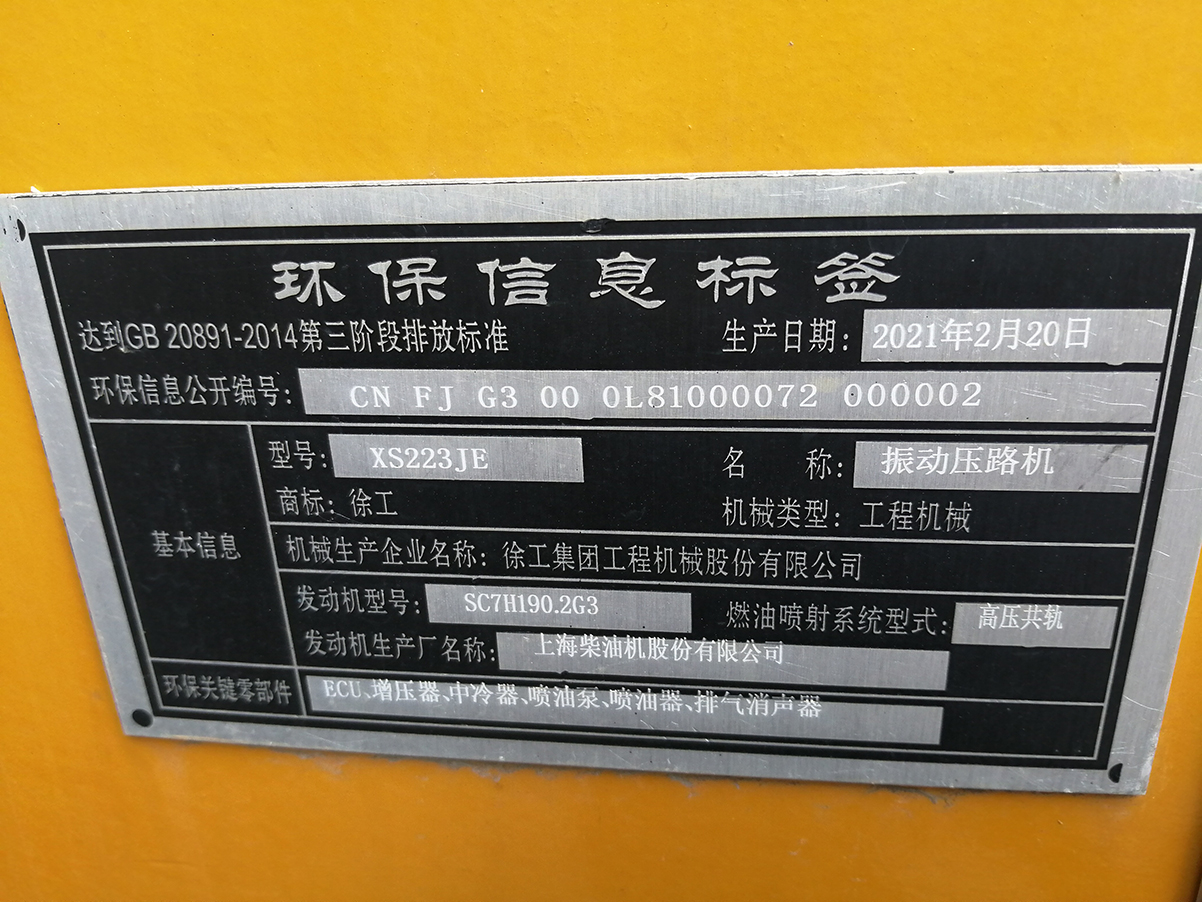 环保信息标签
达到GB 20891-2014第三阶段排放标准 生产日期: 2021年2月20日
环保信息公开编号: CN FJ G3 00 0L81000072 000002
基本信息
型号: XS223JE 名 称: 振动压路机
商标: 徐工 机械类型: 工程机械
机械生产企业名称: 徐工集团工程机械股份有限公司
发动机型号: SC7H190.2G3 燃油喷射系统型式: 高压共轨
发动机生产厂名称: 上海柴油机股份有限公司
环保关键零部件 ECU、增压器、中冷器、喷油泵、喷油器、排气消声器